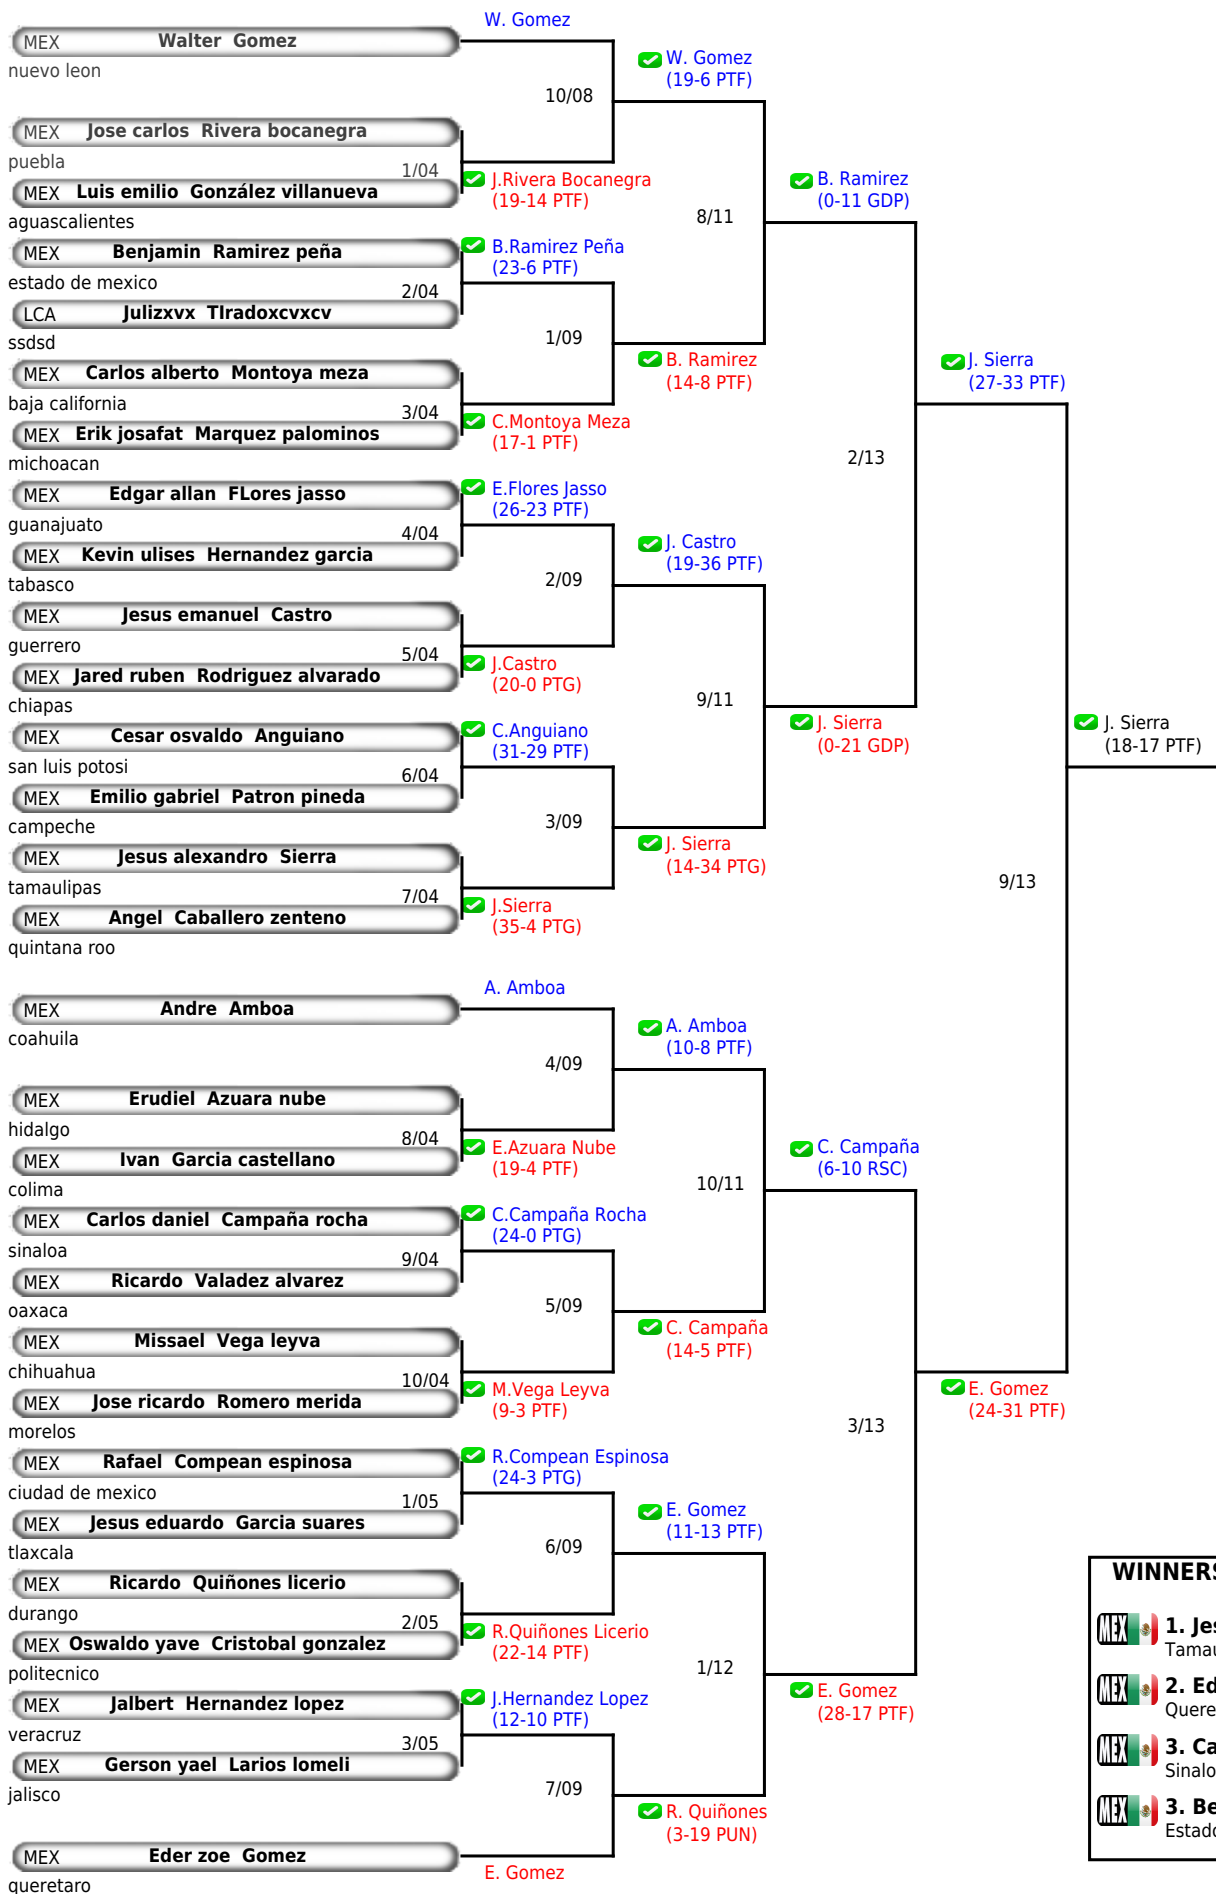 W. Gomez
MEX Walter Gomez
nuevo leon
W. Gomez
(19-6 PTF)
10/08
MEX Jose carlos Rivera bocanegra
puebla
1/04
MEX Luis emilio González villanueva
aguascalientes
J.Rivera Bocanegra
(19-14 PTF)
B. Ramirez
(0-11 GDP)
8/11
MEX Benjamin Ramirez peña
estado de mexico
B.Ramirez Peña
(23-6 PTF)
2/04
LCA Julizxvx TIradoxcvxcv
ssdsd
1/09
B. Ramirez
(14-8 PTF)
J. Sierra
(27-33 PTF)
MEX Carlos alberto Montoya meza
baja california
3/04
MEX Erik josafat Marquez palominos
michoacan
C.Montoya Meza
(17-1 PTF)
2/13
MEX Edgar allan FLores jasso
guanajuato
E.Flores Jasso
(26-23 PTF)
4/04
MEX Kevin ulises Hernandez garcia
tabasco
J. Castro
(19-36 PTF)
2/09
MEX Jesus emanuel Castro
guerrero
5/04
MEX Jared ruben Rodriguez alvarado
chiapas
J.Castro
(20-0 PTG)
9/11
J. Sierra
(0-21 GDP)
J. Sierra
(18-17 PTF)
MEX Cesar osvaldo Anguiano
san luis potosi
C.Anguiano
(31-29 PTF)
6/04
MEX Emilio gabriel Patron pineda
campeche
3/09
J. Sierra
(14-34 PTG)
MEX Jesus alexandro Sierra
tamaulipas
7/04
MEX Angel Caballero zenteno
quintana roo
J.Sierra
(35-4 PTG)
9/13
A. Amboa
MEX Andre Amboa
coahuila
A. Amboa
(10-8 PTF)
4/09
MEX Erudiel Azuara nube
hidalgo
8/04
MEX Ivan Garcia castellano
colima
E.Azuara Nube
(19-4 PTF)
C. Campaña
(6-10 RSC)
10/11
MEX Carlos daniel Campaña rocha
sinaloa
C.Campaña Rocha
(24-0 PTG)
9/04
MEX Ricardo Valadez alvarez
oaxaca
5/09
C. Campaña
(14-5 PTF)
MEX Missael Vega leyva
chihuahua
10/04
MEX Jose ricardo Romero merida
morelos
M.Vega Leyva
(9-3 PTF)
E. Gomez
(24-31 PTF)
3/13
MEX Rafael Compean espinosa
ciudad de mexico
R.Compean Espinosa
(24-3 PTG)
1/05
MEX Jesus eduardo Garcia suares
tlaxcala
E. Gomez
(11-13 PTF)
6/09
MEX Ricardo Quiñones licerio
durango
2/05
MEX Oswaldo yave Cristobal gonzalez
politecnico
R.Quiñones Licerio
(22-14 PTF)
1/12
E. Gomez
(28-17 PTF)
MEX Jalbert Hernandez lopez
veracruz
J.Hernandez Lopez
(12-10 PTF)
3/05
MEX Gerson yael Larios lomeli
jalisco
7/09
R. Quiñones
(3-19 PUN)
MEX Eder zoe Gomez
queretaro
E. Gomez
WINNERS
MEX 1. Jes
Tamau
MEX 2. Ed
Quere
MEX 3. Ca
Sinalo
MEX 3. Be
Estado